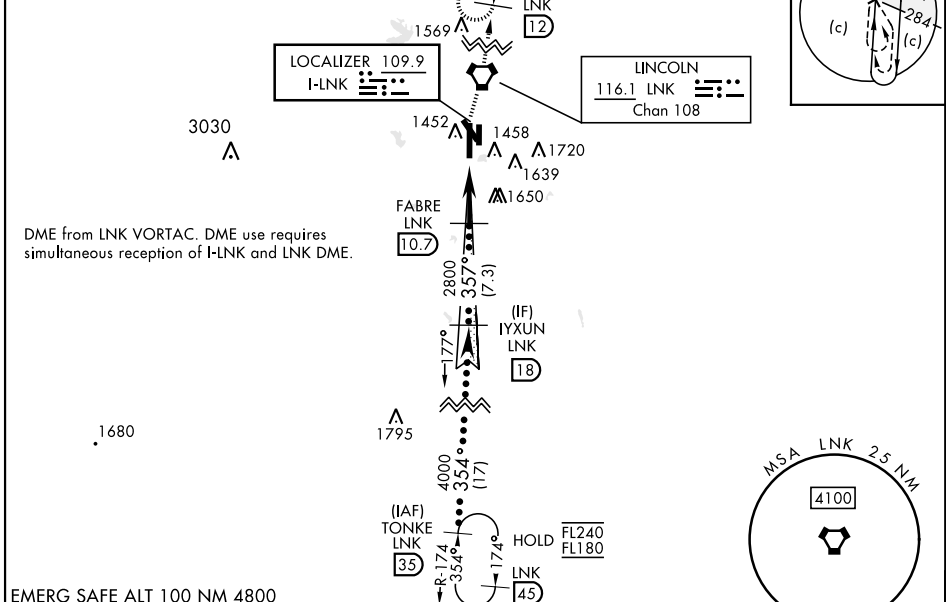 LNK
12
1569
(c)
284
(c)
LOCALIZER 109.9
I-LNK
LINCOLN
116.1 LNK
Chan 108
3030
1452
1458
1720
1639
1650
FABRE
LNK
10.7
DME from LNK VORTAC. DME use requires
simultaneous reception of I-LNK and LNK DME.
2800
357°
(7.3)
(IF)
IYXUN
LNK
18
177°
1680
1795
4000
354°
(17)
MSA LNK 25 NM
4100
(IAF)
TONKE
LNK
35
R-174
354°
174°
HOLD FL240
FL180
LNK
45
EMERG SAFE ALT 100 NM 4800